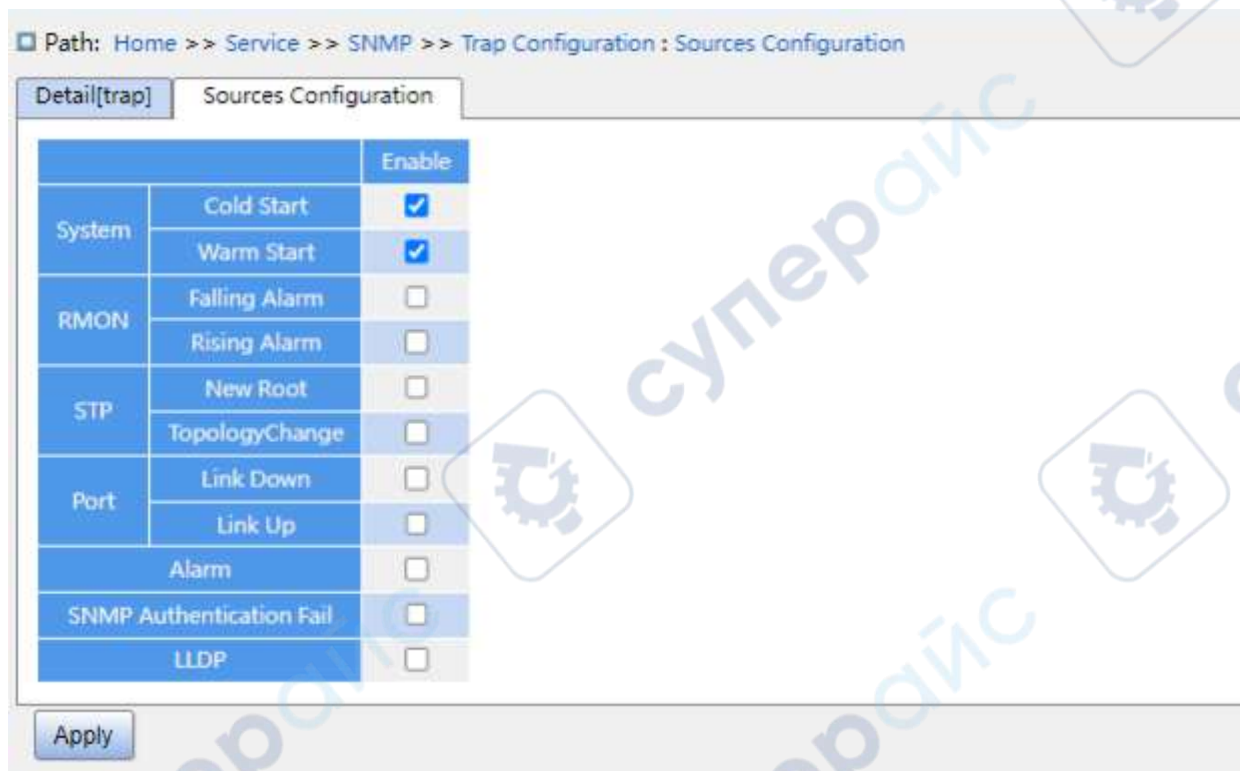 Path: Home >> Service >> SNMP >> Trap Configuration : Sources Configuration
Detail[trap] Sources Configuration
Enable
System Cold Start
Warm Start
RMON Falling Alarm
Rising Alarm
STP New Root
TopologyChange
Port Link Down
Link Up
Alarm
SNMP Authentication Fail
LLDP
Apply
супер айс